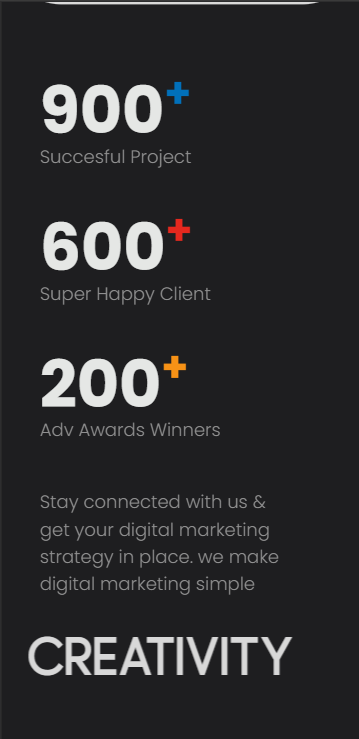 900+
Succesful Project
600+
Super Happy Client
200+
Adv Awards Winners
Stay connected with us &
get your digital marketing
strategy in place. we make
digital marketing simple
CREATIVITY